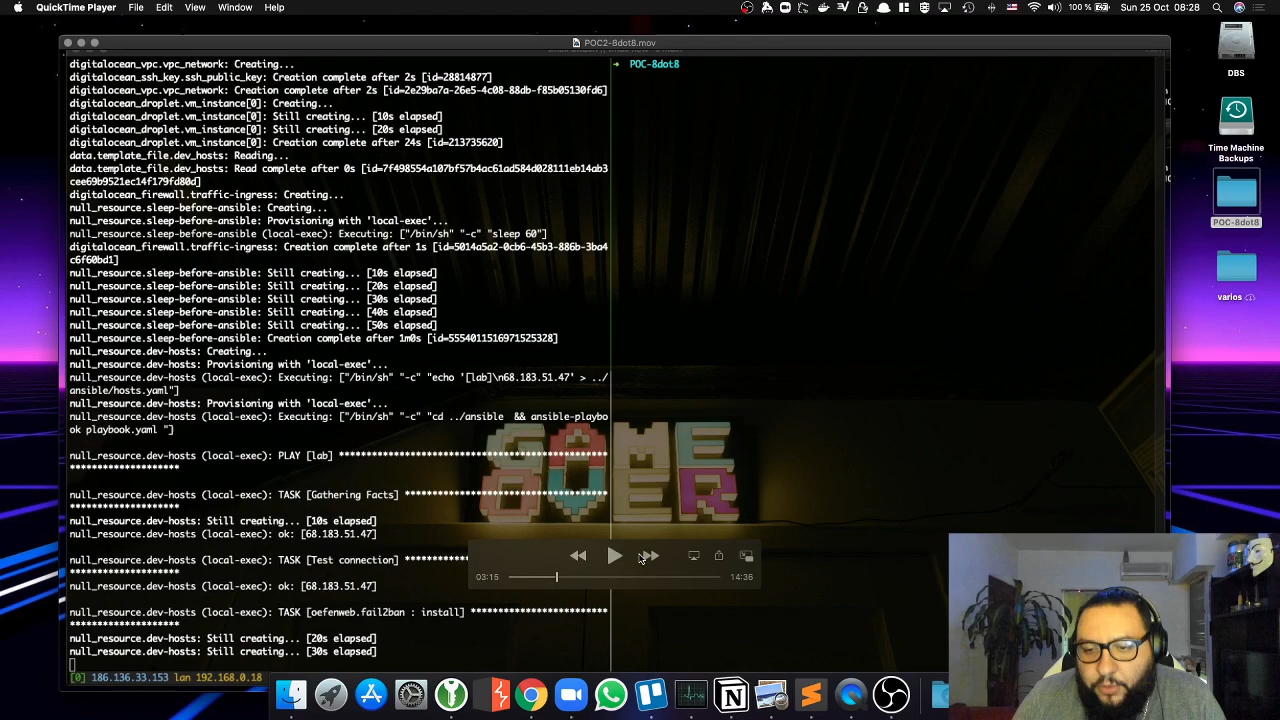 QuickTime Player File Edit View Window Help
100 % Sun 25 Oct 08:28
POC2-8dot8.mov
digitalocean_vpc.vpc_network: Creating...
digitalocean_ssh_key.ssh_public_key: Creation complete after 2s [id=28814877]
digitalocean_vpc.vpc_network: Creation complete after 2s [id=2e29ba7a-26e5-4c08-88db-f85b05130fd6]
digitalocean_droplet.vm_instance[0]: Creating...
digitalocean_droplet.vm_instance[0]: Still creating... [10s elapsed]
digitalocean_droplet.vm_instance[0]: Still creating... [20s elapsed]
digitalocean_droplet.vm_instance[0]: Creation complete after 24s [id=213735620]
data.template_file.dev_hosts: Reading...
data.template_file.dev_hosts: Read complete after 0s [id=7f498554a107bf57b4ac61ad584d028111eb14ab3
cee69b9521ec14f179fd80d]
digitalocean_firewall.traffic-ingress: Creating...
null_resource.sleep-before-ansible: Creating...
null_resource.sleep-before-ansible: Provisioning with 'local-exec'...
null_resource.sleep-before-ansible (local-exec): Executing: ["/bin/sh" "-c" "sleep 60"]
digitalocean_firewall.traffic-ingress: Creation complete after 1s [id=5014a5a2-0cb6-45b3-886b-3ba4
c6f60bd1]
null_resource.sleep-before-ansible: Still creating... [10s elapsed]
null_resource.sleep-before-ansible: Still creating... [20s elapsed]
null_resource.sleep-before-ansible: Still creating... [30s elapsed]
null_resource.sleep-before-ansible: Still creating... [40s elapsed]
null_resource.sleep-before-ansible: Still creating... [50s elapsed]
null_resource.sleep-before-ansible: Creation complete after 1m0s [id=5554011516971525328]
null_resource.dev-hosts: Creating...
null_resource.dev-hosts: Provisioning with 'local-exec'...
null_resource.dev-hosts (local-exec): Executing: ["/bin/sh" "-c" "echo '[lab]\n68.183.51.47' > ../
ansible/hosts.yaml"]
null_resource.dev-hosts: Provisioning with 'local-exec'...
null_resource.dev-hosts (local-exec): Executing: ["/bin/sh" "-c" "cd ../ansible  && ansible-playbo
ok playbook.yaml "]
null_resource.dev-hosts (local-exec): PLAY [lab] *********************************************
********************
null_resource.dev-hosts (local-exec): TASK [Gathering Facts] **********************************
********************
null_resource.dev-hosts: Still creating... [10s elapsed]
null_resource.dev-hosts (local-exec): ok: [68.183.51.47]
null_resource.dev-hosts (local-exec): TASK [Test connection] ***********
********************
null_resource.dev-hosts (local-exec): ok: [68.183.51.47]
null_resource.dev-hosts (local-exec): TASK [oefenweb.fail2ban : install] ************************
********************
null_resource.dev-hosts: Still creating... [20s elapsed]
null_resource.dev-hosts: Still creating... [30s elapsed]
[0] 186.136.33.153 lan 192.168.0.18
➜ POC-8dot8
GAME
OVER
03:15
14:36
DBS
Time Machine
Backups
POC-8dot8
varios